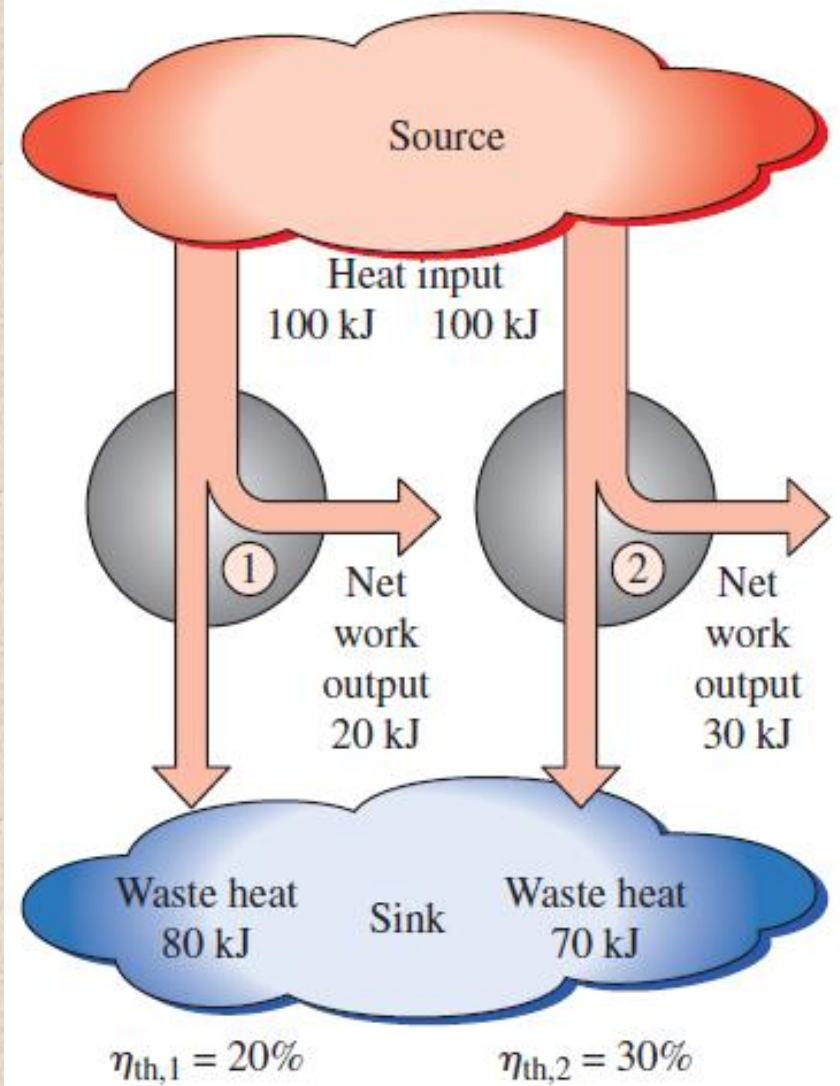 Source
Heat input
100 kJ 100 kJ
1
Net
work
output
20 kJ
2
Net
work
output
30 kJ
Waste heat
80 kJ
Sink
Waste heat
70 kJ
ηth,1 = 20%
ηth,2 = 30%